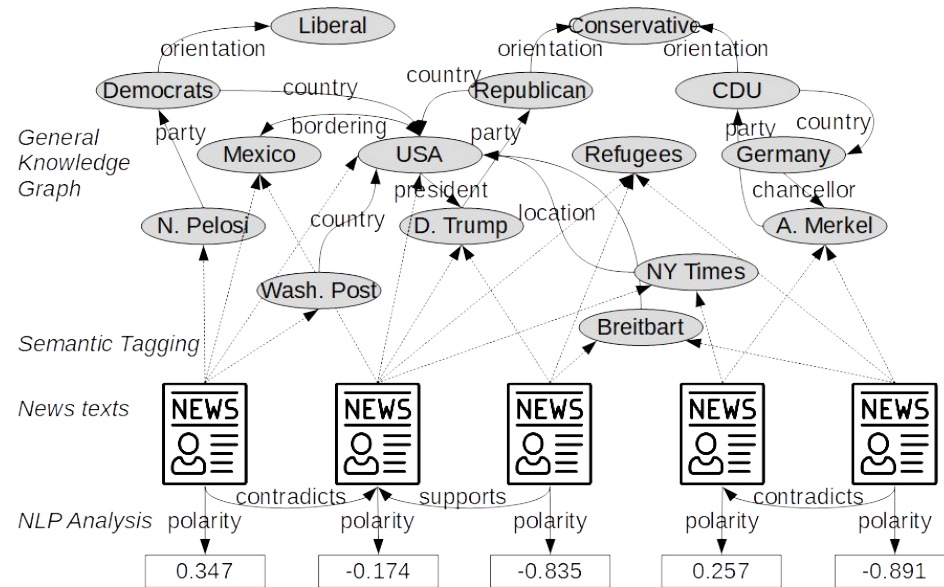 Liberal
Conservative
orientation
orientation
orientation
Democrats
country
country
Republican
CDU
General
Knowledge
Graph
party
bordering
party
party
country
Mexico
USA
Refugees
Germany
president
chancellor
N. Pelosi
country
D. Trump
location
A. Merkel
Wash. Post
NY Times
Breitbart
Semantic Tagging
News texts
NEWS
NEWS
NEWS
NEWS
NEWS
contradicts
supports
contradicts
NLP Analysis
polarity
polarity
polarity
polarity
polarity
0.347
-0.174
-0.835
0.257
-0.891